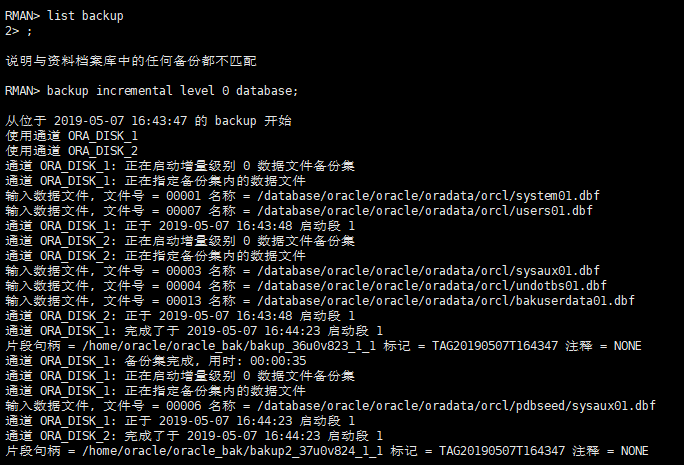 RMAN> list backup
2> ;
说明与资料档案库中的任何备份都不匹配
RMAN> backup incremental level 0 database;
从位于 2019-05-07 16:43:47 的 backup 开始
使用通道 ORA_DISK_1
使用通道 ORA_DISK_2
通道 ORA_DISK_1: 正在启动增量级别 0 数据文件备份集
通道 ORA_DISK_1: 正在指定备份集内的数据文件
输入数据文件, 文件号 = 00001 名称 = /database/oracle/oracle/oradata/orcl/system01.dbf
输入数据文件, 文件号 = 00007 名称 = /database/oracle/oracle/oradata/orcl/users01.dbf
通道 ORA_DISK_1: 正于 2019-05-07 16:43:48 启动段 1
通道 ORA_DISK_2: 正在启动增量级别 0 数据文件备份集
通道 ORA_DISK_2: 正在指定备份集内的数据文件
输入数据文件, 文件号 = 00003 名称 = /database/oracle/oracle/oradata/orcl/sysaux01.dbf
输入数据文件, 文件号 = 00004 名称 = /database/oracle/oracle/oradata/orcl/undotbs01.dbf
输入数据文件, 文件号 = 00013 名称 = /database/oracle/oracle/oradata/orcl/bakuserdata01.dbf
通道 ORA_DISK_2: 正于 2019-05-07 16:43:48 启动段 1
通道 ORA_DISK_1: 完成了于 2019-05-07 16:44:23 启动段 1
片段句柄 = /home/oracle/oracle_bak/bakup_36u0v823_1_1 标记 = TAG20190507T164347 注释 = NONE
通道 ORA_DISK_1: 备份集完成, 用时: 00:00:35
通道 ORA_DISK_1: 正在启动增量级别 0 数据文件备份集
通道 ORA_DISK_1: 正在指定备份集内的数据文件
输入数据文件, 文件号 = 00006 名称 = /database/oracle/oracle/oradata/orcl/pdbseed/sysaux01.dbf
通道 ORA_DISK_1: 正于 2019-05-07 16:44:23 启动段 1
通道 ORA_DISK_2: 完成了于 2019-05-07 16:44:23 启动段 1
片段句柄 = /home/oracle/oracle_bak/bakup2_37u0v824_1_1 标记 = TAG20190507T164347 注释 = NONE